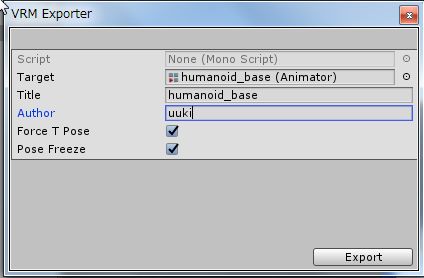 VRM Exporter
Script None (Mono Script)
Target humanoid_base (Animator)
Title humanoid_base
Author uuki
Force T Pose
Pose Freeze
Export